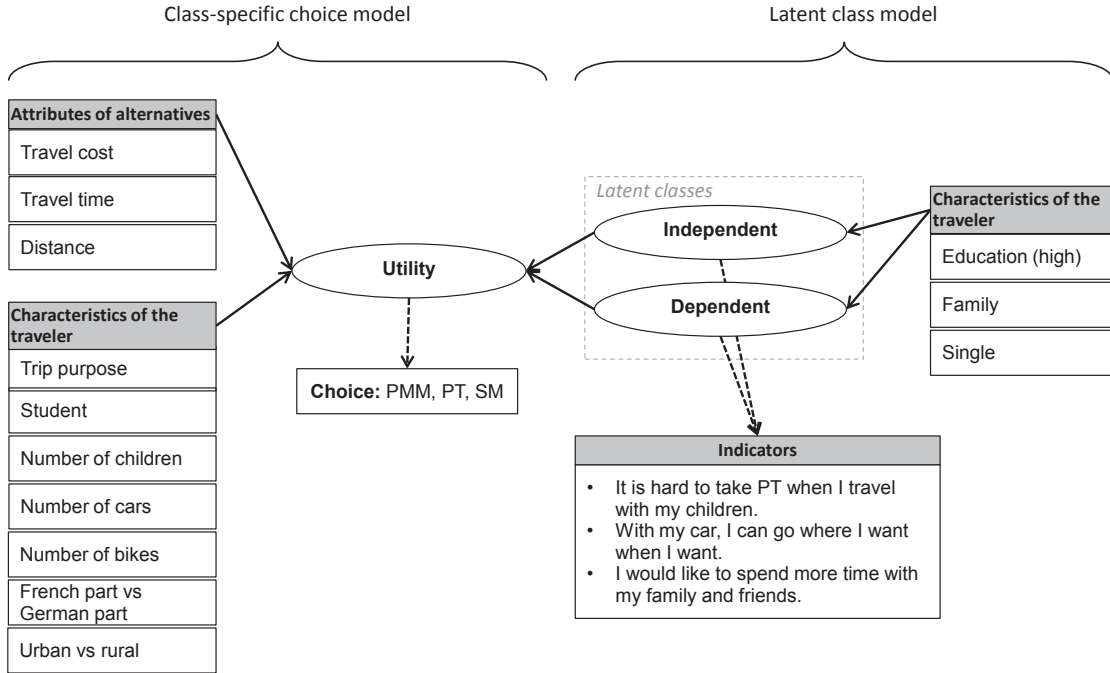 Class-specific choice model
Latent class model
Attributes of alternatives
Travel cost
Travel time
Distance
Characteristics of the
traveler
Trip purpose
Student
Number of children
Number of cars
Number of bikes
French part vs
German part
Urban vs rural
Utility
Choice: PMM, PT, SM
Latent classes
Independent
Dependent
Indicators
• It is hard to take PT when I travel
with my children.
• With my car, I can go where I want
when I want.
• I would like to spend more time with
my family and friends.
Characteristics of the
traveler
Education (high)
Family
Single